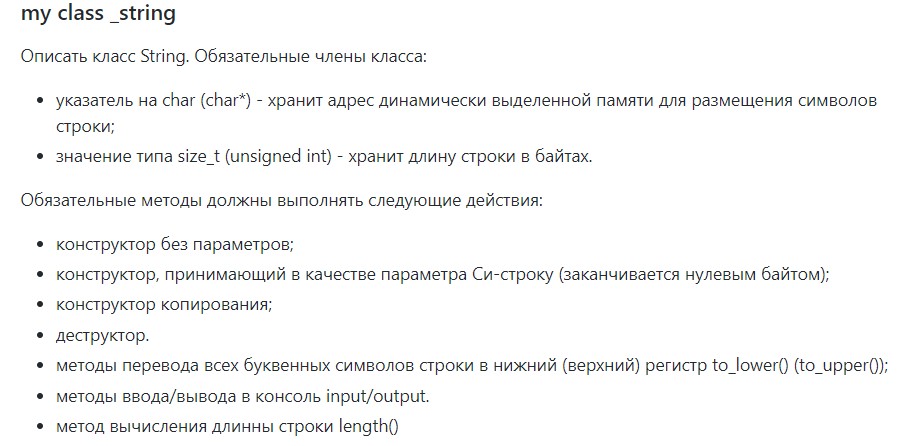 my class _string
Описать класс String. Обязательные члены класса:
• указатель на char (char*) - хранит адрес динамически выделенной памяти для размещения символов
строки;
• значение типа size_t (unsigned int) - хранит длину строки в байтах.
Обязательные методы должны выполнять следующие действия:
• конструктор без параметров;
• конструктор, принимающий в качестве параметра Си-строку (заканчивается нулевым байтом);
• конструктор копирования;
• деструктор.
• методы перевода всех буквенных символов строки в нижний (верхний) регистр to_lower() (to_upper());
• методы ввода/вывода в консоль input/output.
• метод вычисления длинны строки length()